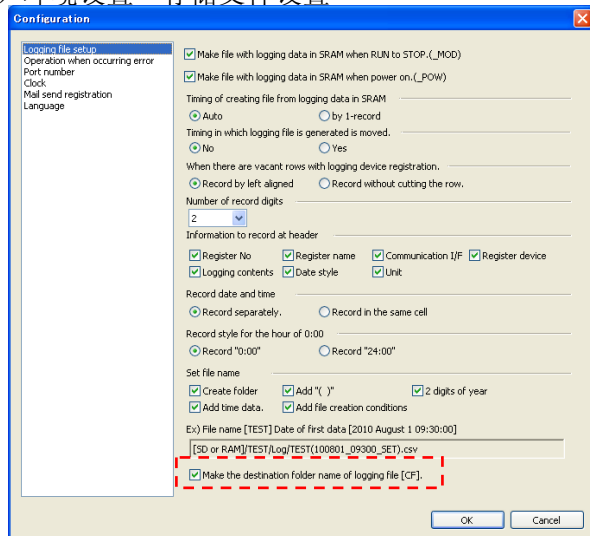 Configuration
Logging file setup
Operation when occurring error
Port number
Clock
Mail send registration
Language
Make file with logging data in SRAM when RUN to STOP.(_MOD)
Make file with logging data in SRAM when power on.(_POW)
Timing of creating file from logging data in SRAM
Auto by 1-record
Timing in which logging file is generated is moved.
No Yes
When there are vacant rows with logging device registration.
Record by left aligned Record without cutting the row.
Number of record digits
2
Information to record at header
Register No Register name Communication I/F Register device
Logging contents Date style Unit
Record date and time
Record separately. Record in the same cell
Record style for the hour of 0:00
Record "0:00" Record "24:00"
Set file name
Create folder Add "( )" 2 digits of year
Add time data. Add file creation conditions
Ex) File name [TEST] Date of first data [2010 August 1 09:30:00]
[SD or RAM]/TEST/Log/TEST(100801_09300_SET).csv
Make the destination folder name of logging file [CF].
OK Cancel